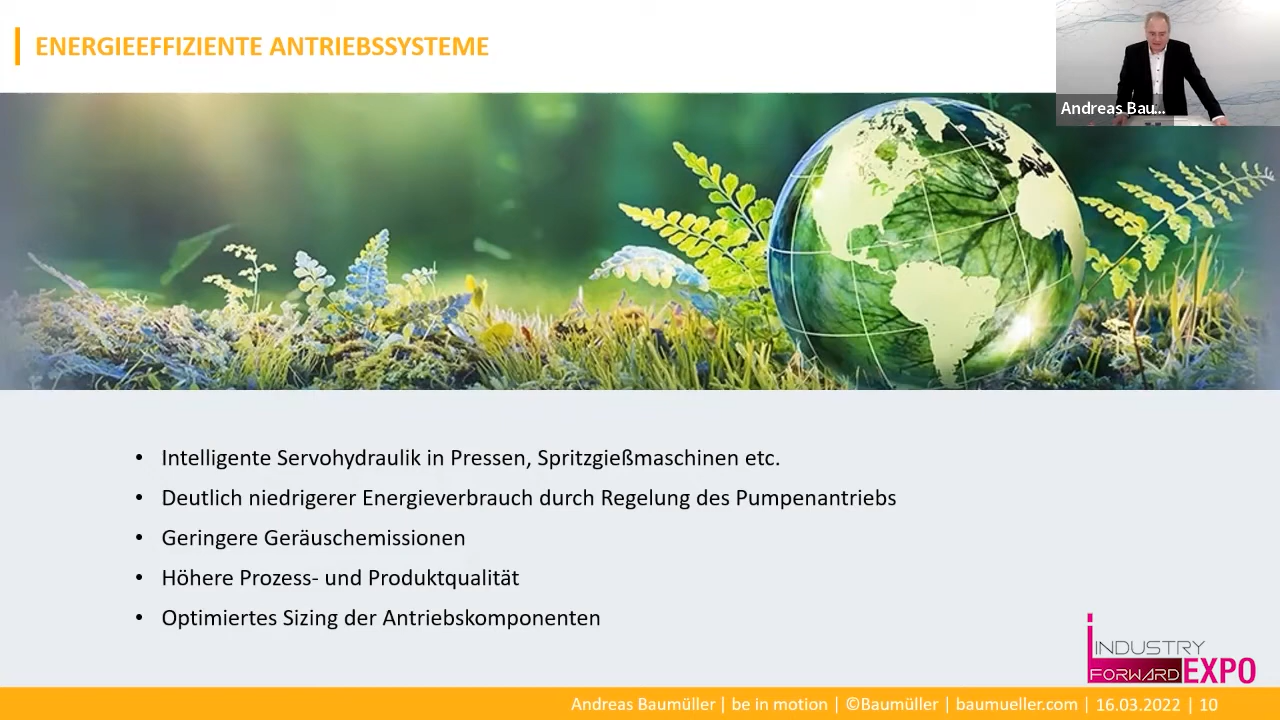 ENERGIEEFFIZIENTE ANTRIEBSSYSTEME
Andreas Bau...
• Intelligente Servohydraulik in Pressen, Spritzgießmaschinen etc.
• Deutlich niedrigerer Energieverbrauch durch Regelung des Pumpenantriebs
• Geringere Geräuschemissionen
• Höhere Prozess- und Produktqualität
• Optimiertes Sizing der Antriebskomponenten
INDUSTRY
FORWARD EXPO
Andreas Baumüller | be in motion | ©Baumüller | baumueller.com | 16.03.2022 | 10